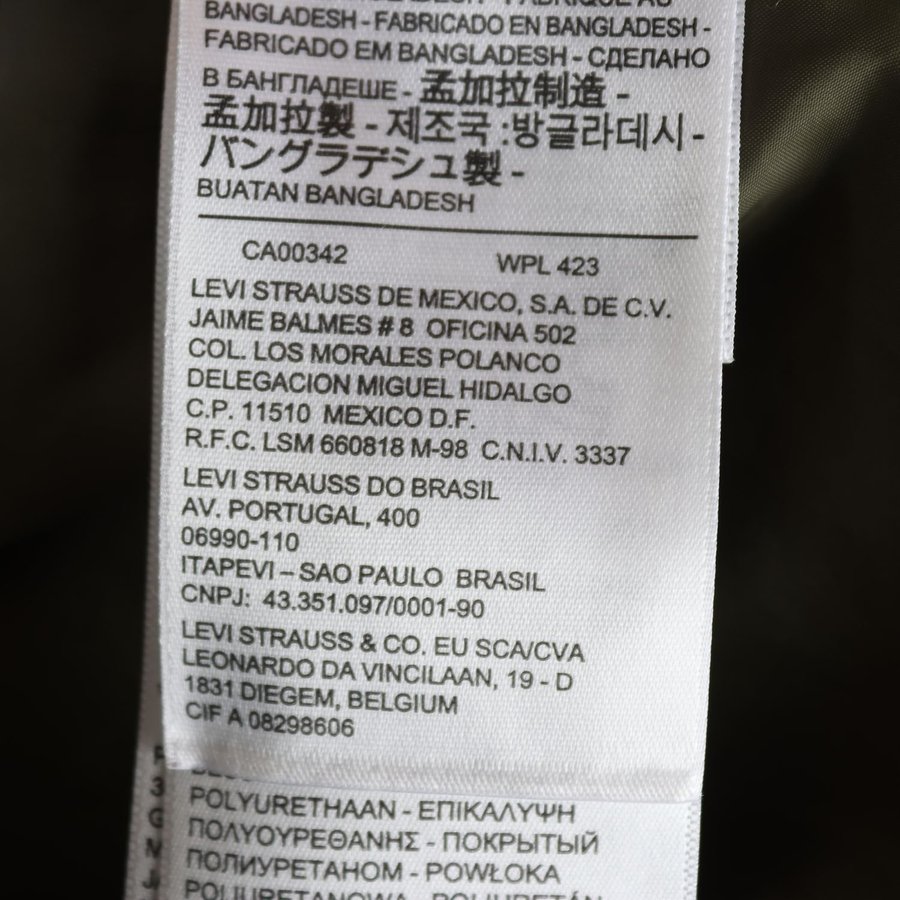 BANGLADESH - FABRIQUÉ AU
BANGLADESH - FABRICADO EN BANGLADESH -
FABRICADO EM BANGLADESH - СДЕЛАНО
В БАНГЛАДЕШЕ - 孟加拉制造 -
孟加拉製 - 제조국 :방글라데시 -
バングラデシュ製 -
BUATAN BANGLADESH
CA00342 WPL 423
LEVI STRAUSS DE MEXICO, S.A. DE C.V.
JAIME BALMES # 8 OFICINA 502
COL. LOS MORALES POLANCO
DELEGACION MIGUEL HIDALGO
C.P. 11510 MEXICO D.F.
R.F.C. LSM 660818 M-98 C.N.I.V. 3337
LEVI STRAUSS DO BRASIL
AV. PORTUGAL, 400
06990-110
ITAPEVI – SAO PAULO BRASIL
CNPJ: 43.351.097/0001-90
LEVI STRAUSS & CO. EU SCA/CVA
LEONARDO DA VINCILAAN, 19 - D
1831 DIEGEM, BELGIUM
CIF A 08298606
POLYURETHAAN - ΕΠΙΚΑΛΥΨΗ
ΠΟΛΥΟΥΡΕΘΑΝΗΣ - ПОКРЫТЫЙ
ПОЛИУРЕТАНОМ - POWŁOKA
POLIURETANOWA - POLIURETÁN